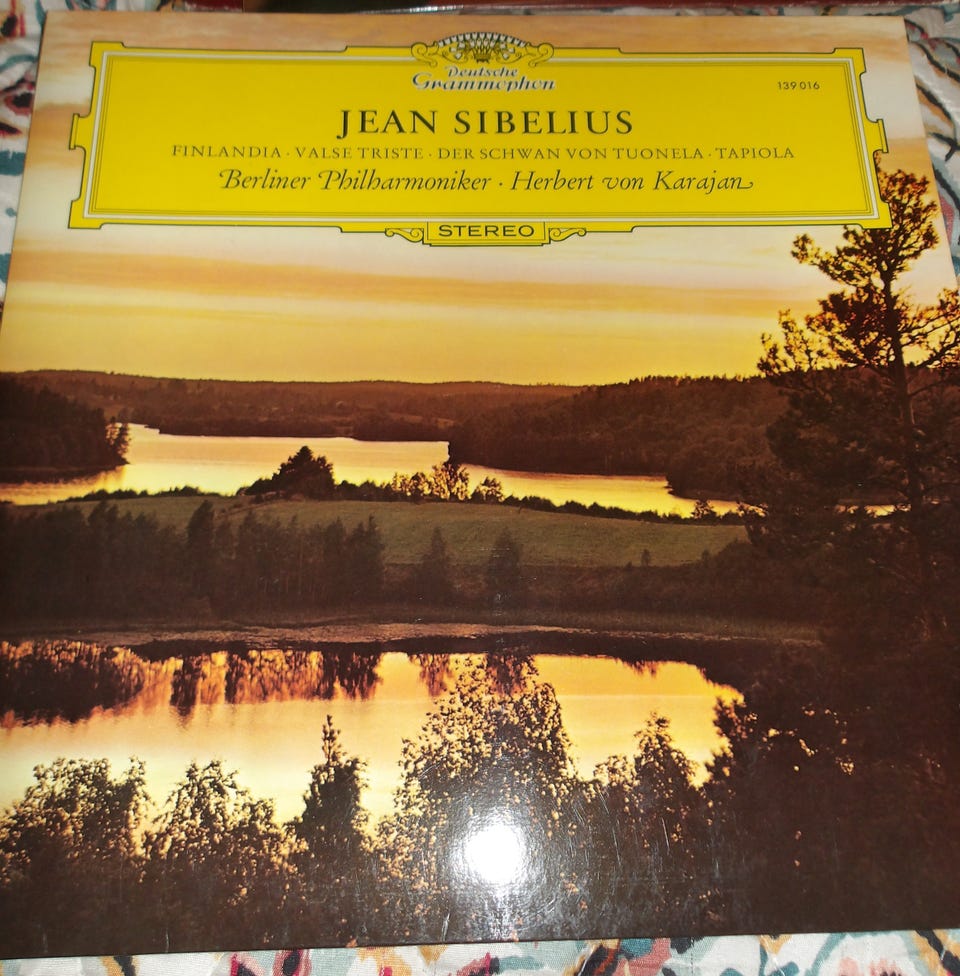 Deutsche
Grammophon
139 016
JEAN SIBELIUS
FINLANDIA · VALSE TRISTE · DER SCHWAN VON TUONELA · TAPIOLA
Berliner Philharmoniker · Herbert von Karajan
STEREO